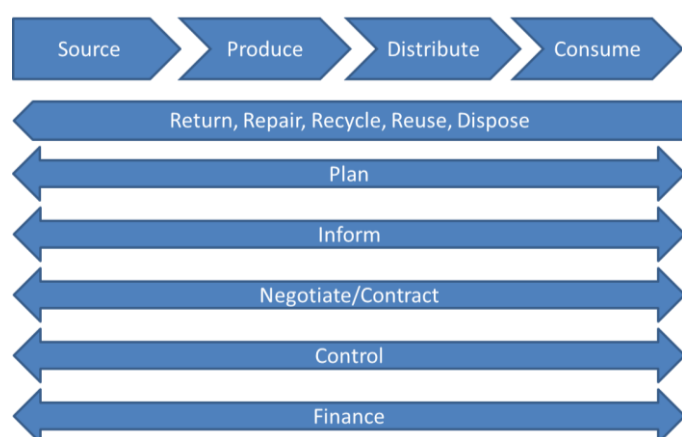 Source Produce Distribute Consume
Return, Repair, Recycle, Reuse, Dispose
Plan
Inform
Negotiate/Contract
Control
Finance